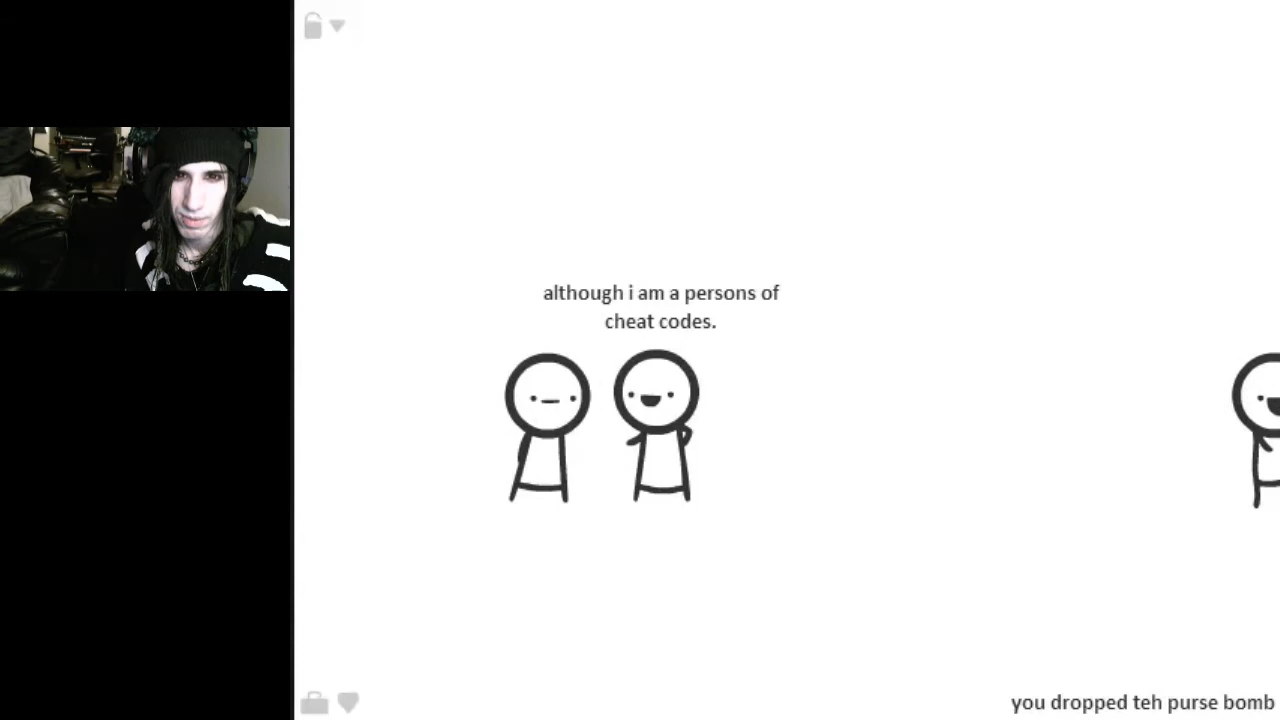 although i am a persons of
cheat codes.
you dropped teh purse bomb